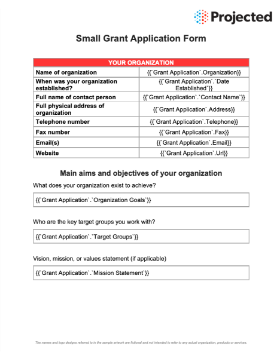 Projected
Small Grant Application Form
YOUR ORGANIZATION
Name of organization {{`Grant Application`.Organization}}
When was your organization established? {{`Grant Application`.`Date Established`}}
Full name of contact person {{`Grant Application`.`Contact Name`}}
Full physical address of organization {{`Grant Application`.Address}}
Telephone number {{`Grant Application`.Telephone}}
Fax number {{`Grant Application`.Fax}}
Email(s) {{`Grant Application`.Email}}
Website {{`Grant Application`.Url}}
Main aims and objectives of your organization
What does your organization exist to achieve?
{{`Grant Application`.`Organization Goals`}}
Who are the key target groups you work with?
{{`Grant Application`.`Target Groups`}}
Vision, mission, or values statement (if applicable)
{{`Grant Application`.`Mission Statement`}}